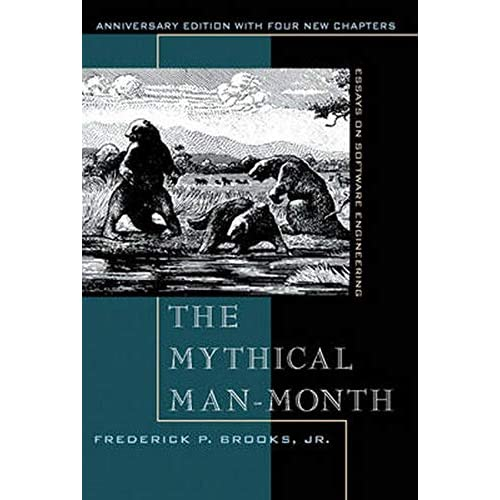 ANNIVERSARY EDITION WITH FOUR NEW CHAPTERS
ESSAYS ON SOFTWARE ENGINEERING
THE
MYTHICAL
MAN-MONTH
FREDERICK P. BROOKS, JR.